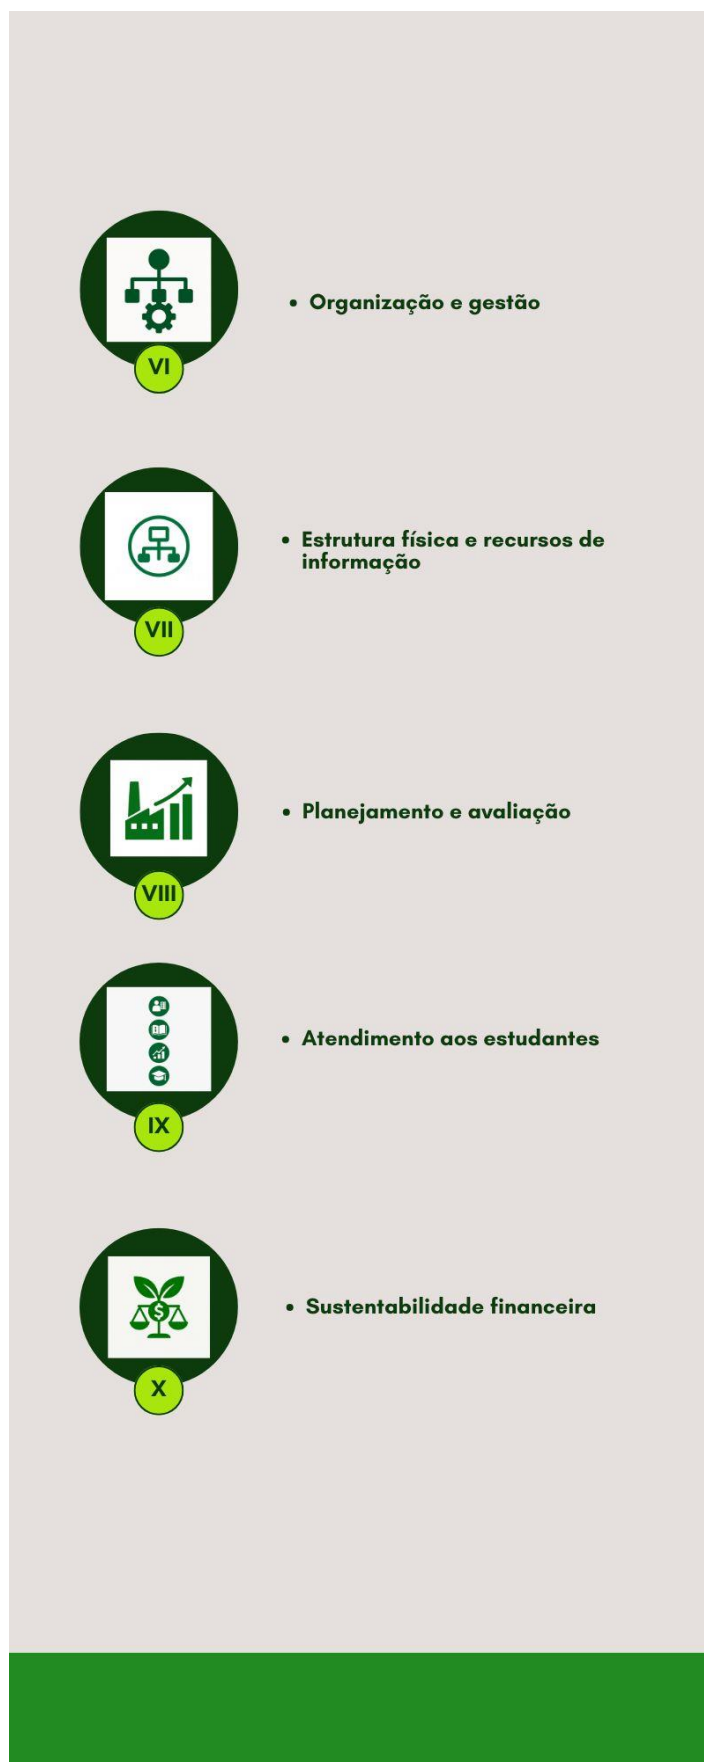 VI
• Organização e gestão
VII
• Estrutura física e recursos de
informação
VIII
• Planejamento e avaliação
IX
• Atendimento aos estudantes
X
• Sustentabilidade financeira